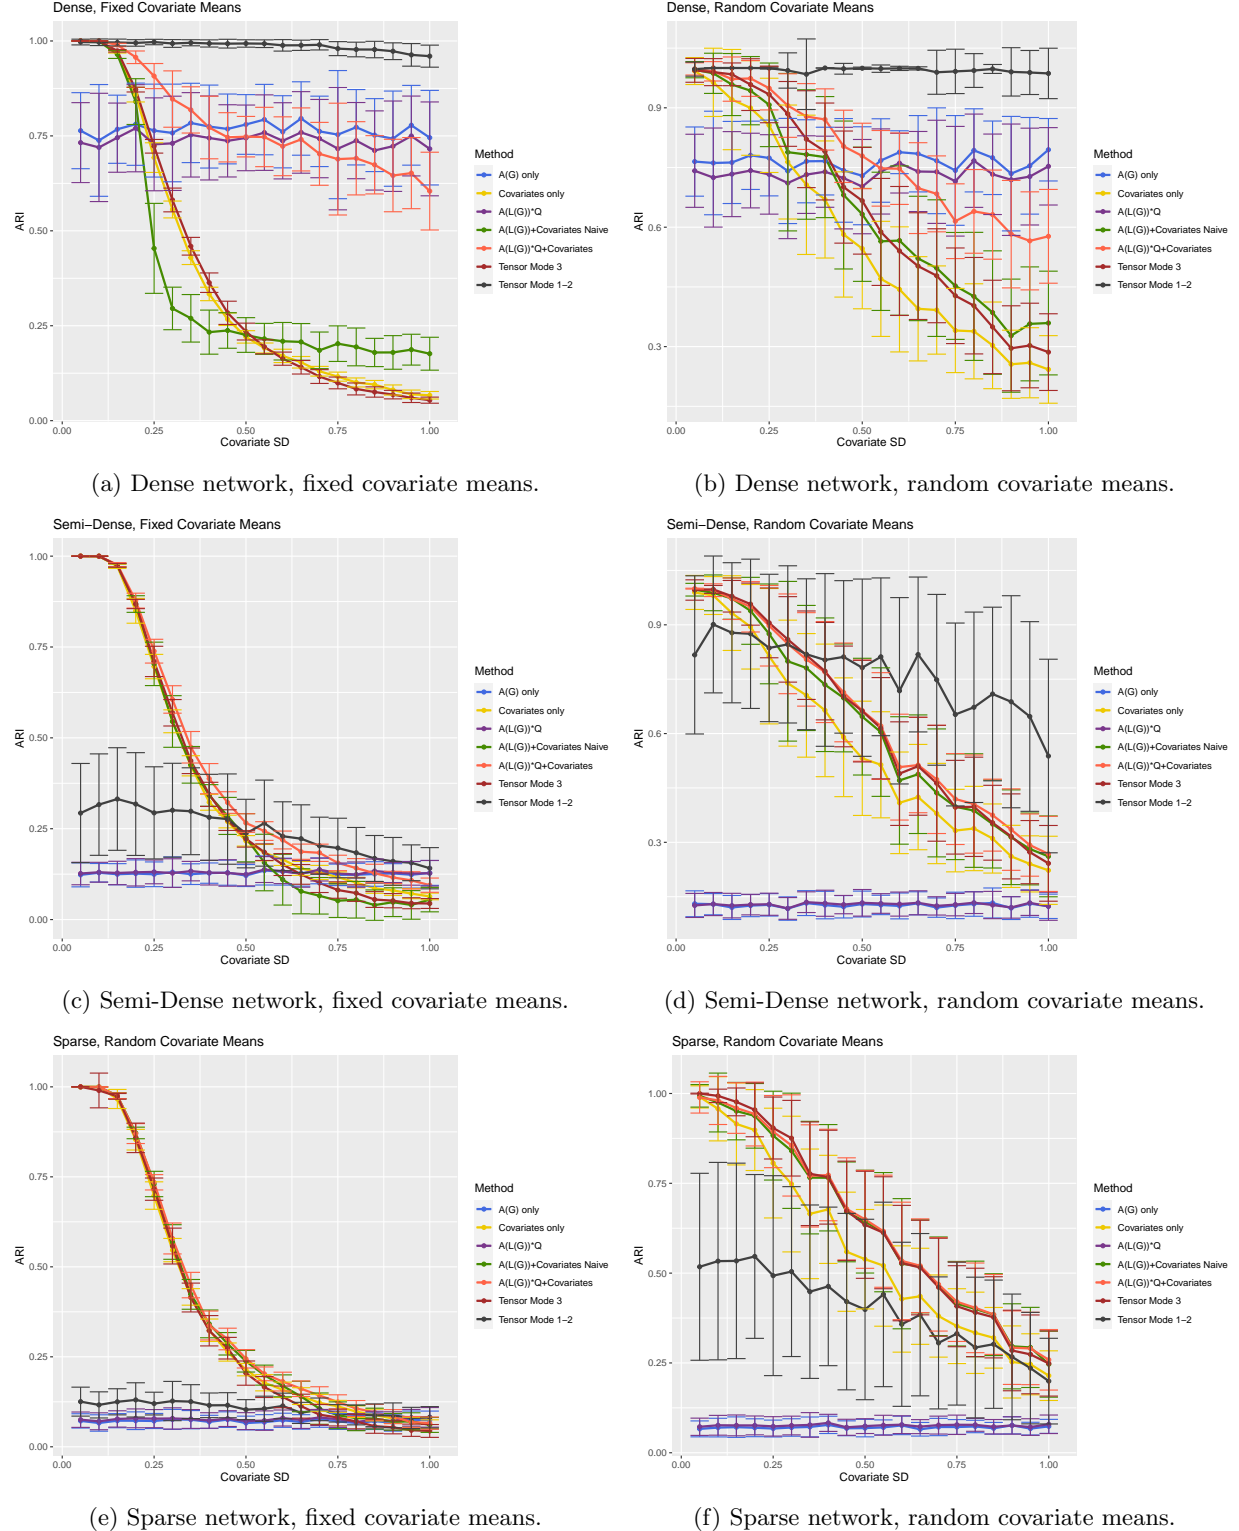 Dense, Fixed Covariate Means
1.00
0.75
0.50
0.25
0.00
ARI
0.00
0.25
0.50
0.75
1.00
Covariate SD
Method
A(G) only
Covariates only
A(L(G))*Q
A(L(G))+Covariates Naive
A(L(G))*Q+Covariates
Tensor Mode 3
Tensor Mode 1−2
(a) Dense network, fixed covariate means.
Dense, Random Covariate Means
0.9
0.6
0.3
ARI
0.00
0.25
0.50
0.75
1.00
Covariate SD
Method
A(G) only
Covariates only
A(L(G))*Q
A(L(G))+Covariates Naive
A(L(G))*Q+Covariates
Tensor Mode 3
Tensor Mode 1−2
(b) Dense network, random covariate means.
Semi−Dense, Fixed Covariate Means
1.00
0.75
0.50
0.25
0.00
ARI
0.00
0.25
0.50
0.75
1.00
Covariate SD
Method
A(G) only
Covariates only
A(L(G))*Q
A(L(G))+Covariates Naive
A(L(G))*Q+Covariates
Tensor Mode 3
Tensor Mode 1−2
(c) Semi-Dense network, fixed covariate means.
Semi−Dense, Random Covariate Means
0.9
0.6
0.3
ARI
0.00
0.25
0.50
0.75
1.00
Covariate SD
Method
A(G) only
Covariates only
A(L(G))*Q
A(L(G))+Covariates Naive
A(L(G))*Q+Covariates
Tensor Mode 3
Tensor Mode 1−2
(d) Semi-Dense network, random covariate means.
Sparse, Random Covariate Means
1.00
0.75
0.50
0.25
0.00
ARI
0.00
0.25
0.50
0.75
1.00
Covariate SD
Method
A(G) only
Covariates only
A(L(G))*Q
A(L(G))+Covariates Naive
A(L(G))*Q+Covariates
Tensor Mode 3
Tensor Mode 1−2
(e) Sparse network, fixed covariate means.
Sparse, Random Covariate Means
1.00
0.75
0.50
0.25
0.00
ARI
0.00
0.25
0.50
0.75
1.00
Covariate SD
Method
A(G) only
Covariates only
A(L(G))*Q
A(L(G))+Covariates Naive
A(L(G))*Q+Covariates
Tensor Mode 3
Tensor Mode 1−2
(f) Sparse network, random covariate means.